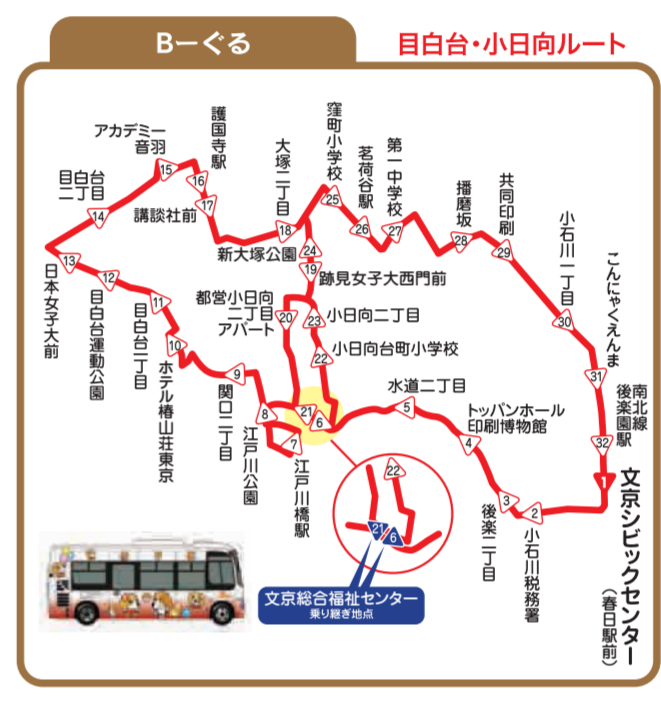 Bーぐる
目白台・小日向ルート
アカデミー
音羽
15
護国寺駅
16
目白台
二丁目
14
講談社前
17
大塚二丁目
18
窪町小学校
25
茗荷谷駅
26
第一中学校
27
播磨坂
28
共同印刷
29
小石川一丁目
30
こんにゃくえんま
31
新大塚公園
24
19
跡見女子大西門前
日本女子大前
13
目白台運動公園
12
目白台二丁目
11
ホテル椿山荘東京
10
関口二丁目
9
都営小日向
二丁目
アパート
20
小日向二丁目
23
小日向台町小学校
22
江戸川公園
8
江戸川橋駅
7
21
6
水道二丁目
5
トッパンホール
印刷博物館
4
後楽二丁目
3
小石川税務署
2
南北線
後楽園駅
32
1
文京シビックセンター
(春日駅前)
22
21
6
文京総合福祉センター
乗り継ぎ地点